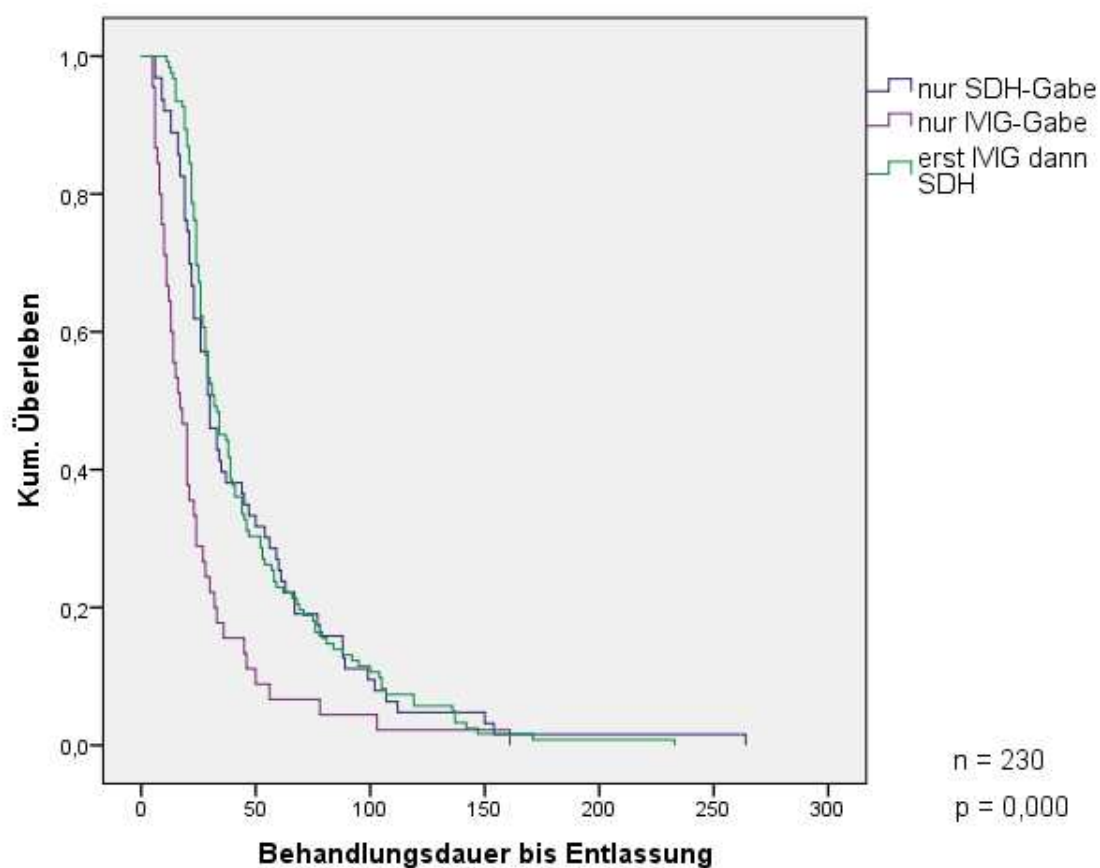 nur SDH-Gabe
nur IVIG-Gabe
erst IVIG dann
SDH
1,0
0,8
0,6
0,4
0,2
0,0
Kum. Überleben
0 50 100 150 200 250 300
Behandlungsdauer bis Entlassung
n = 230
p = 0,000